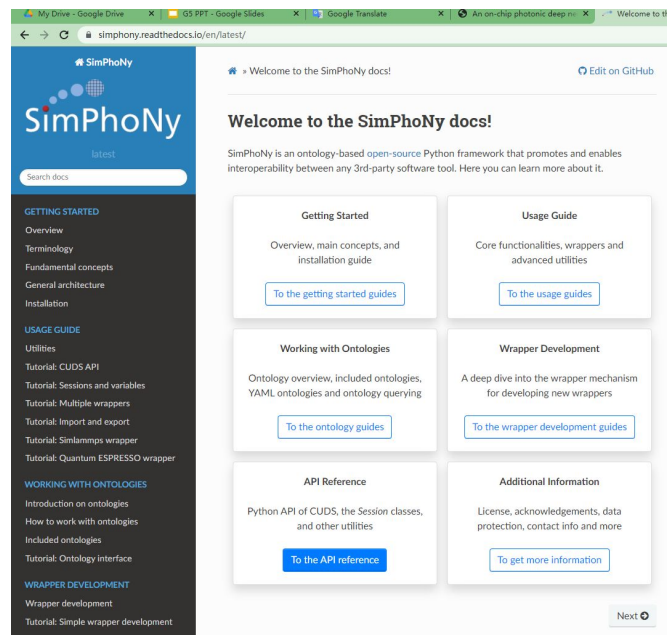 My Drive - Google Drive
G5 PPT - Google Slides
Google Translate
An on-chip photonic deep ne
Welcome to th
simphony.readthedocs.io/en/latest/
SimPhoNy
SimPhoNy
latest
Search docs
GETTING STARTED
Overview
Terminology
Fundamental concepts
General architecture
Installation
USAGE GUIDE
Utilities
Tutorial: CUDS API
Tutorial: Sessions and variables
Tutorial: Multiple wrappers
Tutorial: Import and export
Tutorial: Simlammps wrapper
Tutorial: Quantum ESPRESSO wrapper
WORKING WITH ONTOLOGIES
Introduction on ontologies
How to work with ontologies
Included ontologies
Tutorial: Ontology interface
WRAPPER DEVELOPMENT
Wrapper development
Tutorial: Simple wrapper development
» Welcome to the SimPhoNy docs!
Edit on GitHub
Welcome to the SimPhoNy docs!
SimPhoNy is an ontology-based open-source Python framework that promotes and enables
interoperability between any 3rd-party software tool. Here you can learn more about it.
Getting Started
Overview, main concepts, and
installation guide
To the getting started guides
Usage Guide
Core functionalities, wrappers and
advanced utilities
To the usage guides
Working with Ontologies
Ontology overview, included ontologies,
YAML ontologies and ontology querying
To the ontology guides
Wrapper Development
A deep dive into the wrapper mechanism
for developing new wrappers
To the wrapper development guides
API Reference
Python API of CUDS, the Session classes,
and other utilities
To the API reference
Additional Information
License, acknowledgements, data
protection, contact info and more
To get more information
Next